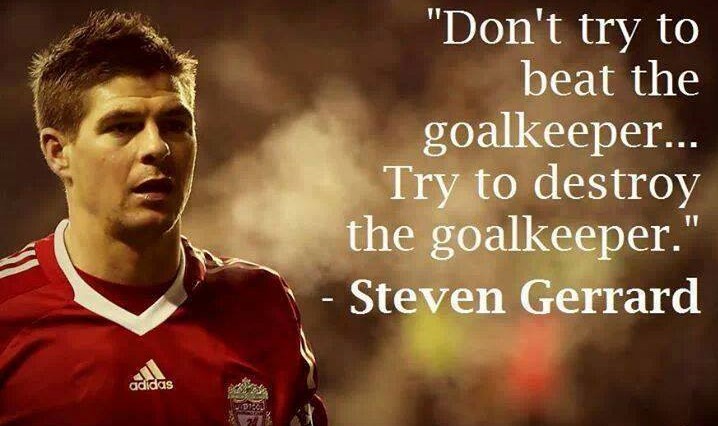 "Don't try to
beat the
goalkeeper...
Try to destroy
the goalkeeper."
- Steven Gerrard
adidas